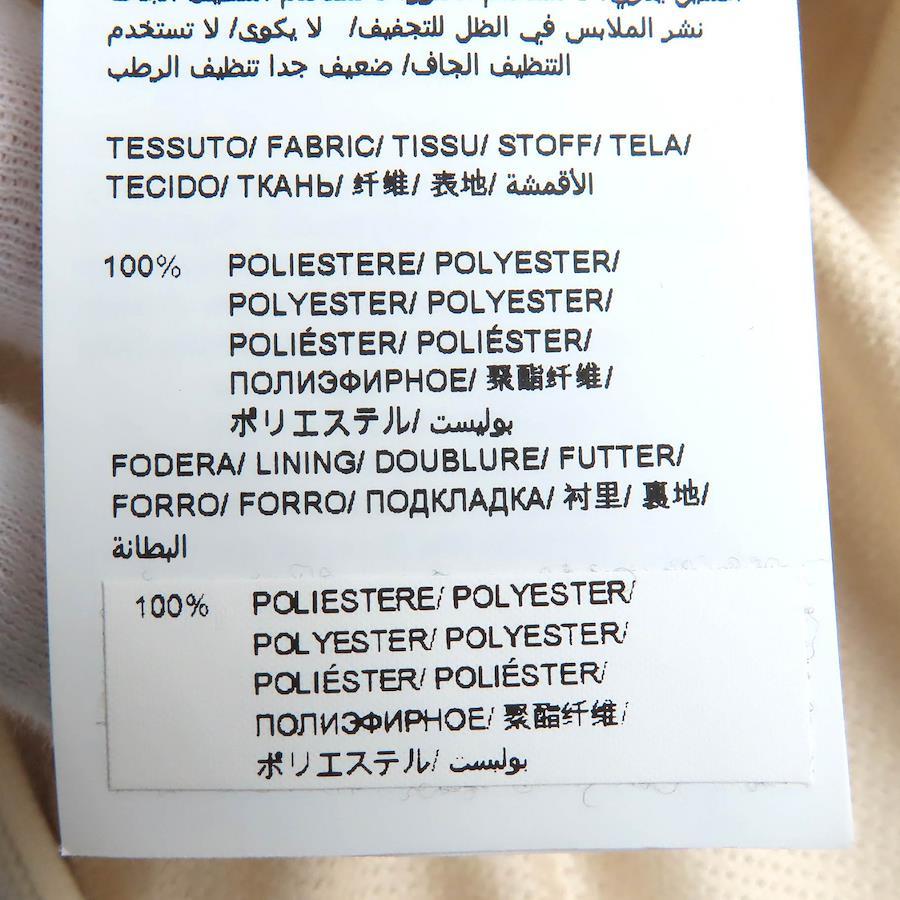 نشر الملابس في الظل للتجفيف/ لا يكوى/ لا تستخدم
التنظيف الجاف/ ضعيف جدا تنظيف الرطب
TESSUTO/ FABRIC/ TISSU/ STOFF/ TELA/
TECIDO/ ТКАНЬ/ 纤维/ 表地/ الأقمشة
100% POLIESTERE/ POLYESTER/
POLYESTER/ POLYESTER/
POLIÉSTER/ POLIÉSTER/
ПОЛИЭФИРНОЕ/ 聚酯纤维/
ポリエステル/ بوليست
FODERA/ LINING/ DOUBLURE/ FUTTER/
FORRO/ FORRO/ ПОДКЛАДКА/ 衬里/ 裏地/
البطانة
100% POLIESTERE/ POLYESTER/
POLYESTER/ POLYESTER/
POLIÉSTER/ POLIÉSTER/
ПОЛИЭФИРНОЕ/ 聚酯纤维/
ポリエステル/ بوليست